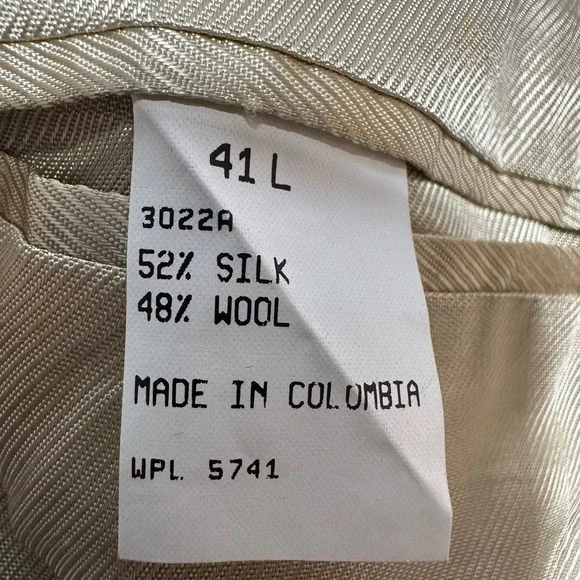 41 L
3022A
52% SILK
48% WOOL
MADE IN COLOMBIA
WPL 5741